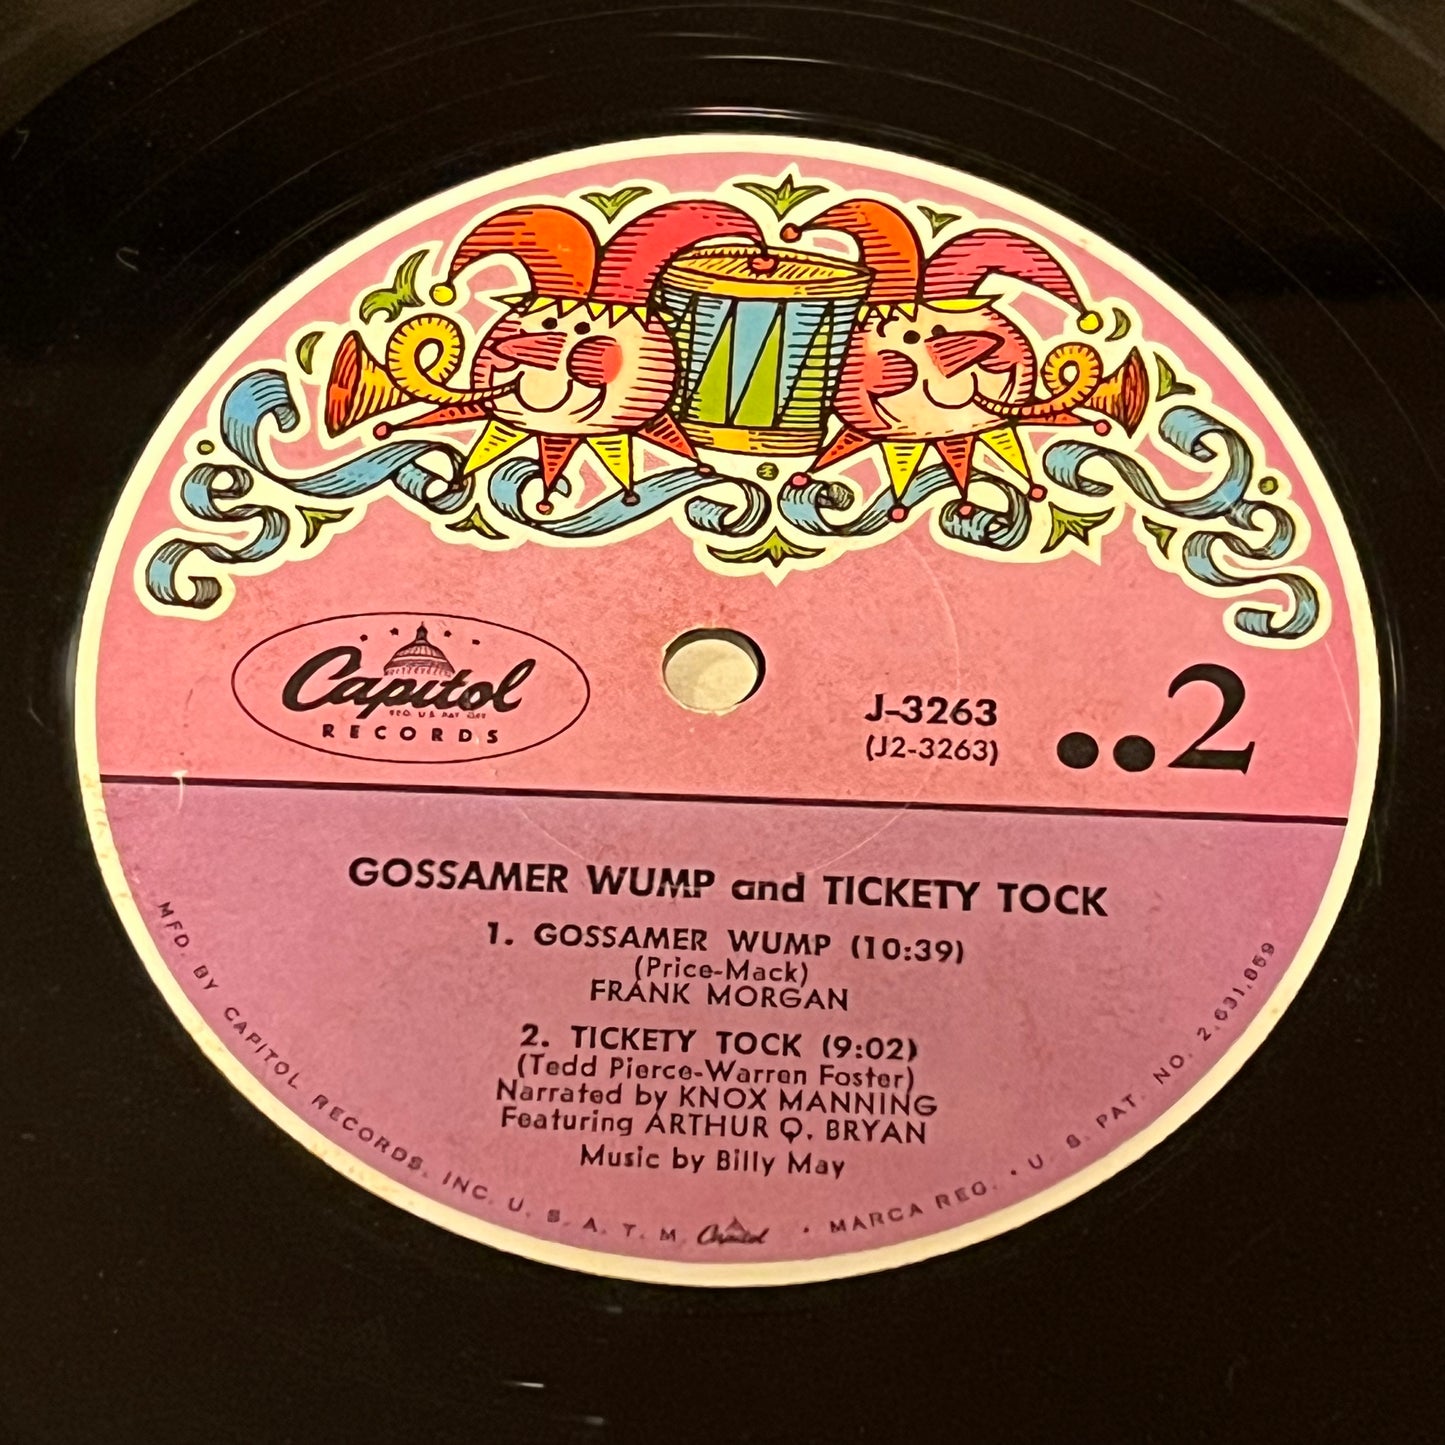 Capitol
REG. U.S. PAT. OFF.
RECORDS
J-3263
(J2-3263)
..2
GOSSAMER WUMP and TICKETY TOCK
1. GOSSAMER WUMP (10:39)
(Price-Mack)
FRANK MORGAN
2. TICKETY TOCK (9:02)
(Tedd Pierce-Warren Foster)
Narrated by KNOX MANNING
Featuring ARTHUR Q. BRYAN
Music by Billy May
MFD. BY CAPITOL RECORDS, INC. U. S. A. T. M. Capitol • MARCA REG. • U. S. PAT. NO. 2,631,859